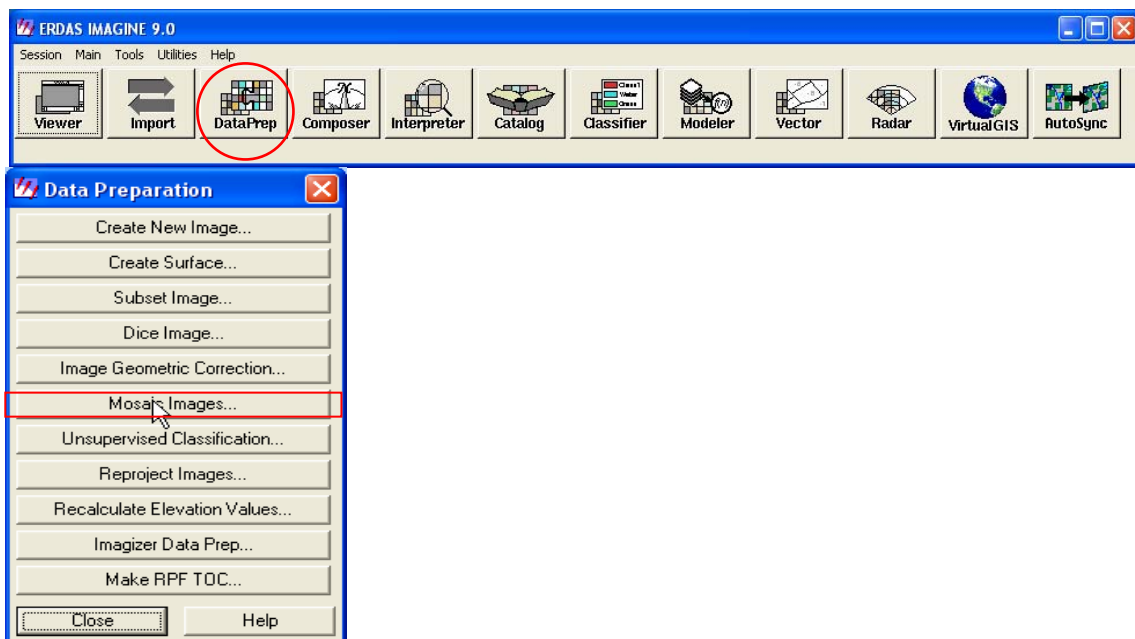 ERDAS IMAGINE 9.0
Session Main Tools Utilities Help
Viewer Import DataPrep Composer Interpreter Catalog Classifier Modeler Vector Radar VirtualGIS AutoSync
Data Preparation
Create New Image...
Create Surface...
Subset Image...
Dice Image...
Image Geometric Correction...
Mosaic Images...
Unsupervised Classification...
Reproject Images...
Recalculate Elevation Values...
Imagizer Data Prep...
Make RPF TOC...
Close Help